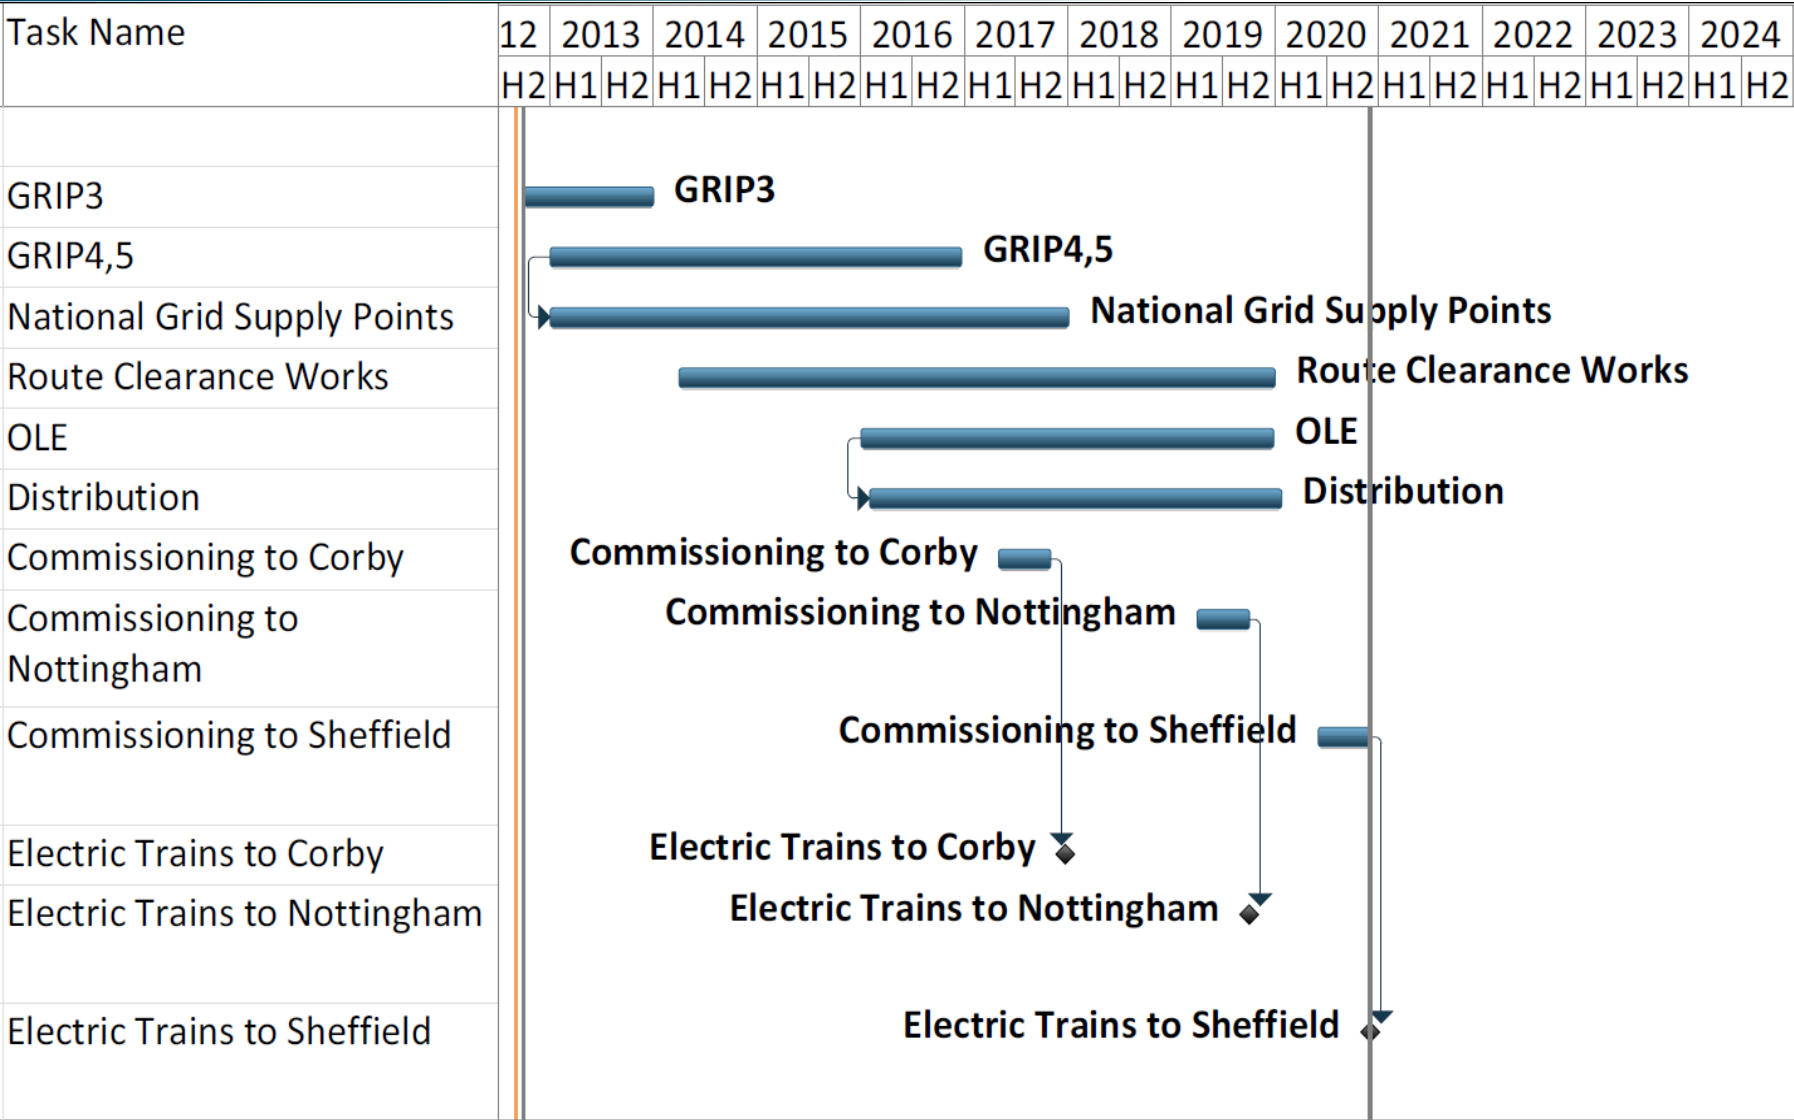 Task Name
12 2013 2014 2015 2016 2017 2018 2019 2020 2021 2022 2023 2024
H2 H1 H2 H1 H2 H1 H2 H1 H2 H1 H2 H1 H2 H1 H2 H1 H2 H1 H2 H1 H2 H1 H2 H1 H2
GRIP3 GRIP3
GRIP4,5 GRIP4,5
National Grid Supply Points National Grid Supply Points
Route Clearance Works Route Clearance Works
OLE OLE
Distribution Distribution
Commissioning to Corby Commissioning to Corby
Commissioning to
Nottingham
Commissioning to Nottingham
Commissioning to Sheffield Commissioning to Sheffield
Electric Trains to Corby Electric Trains to Corby
Electric Trains to Nottingham Electric Trains to Nottingham
Electric Trains to Sheffield Electric Trains to Sheffield